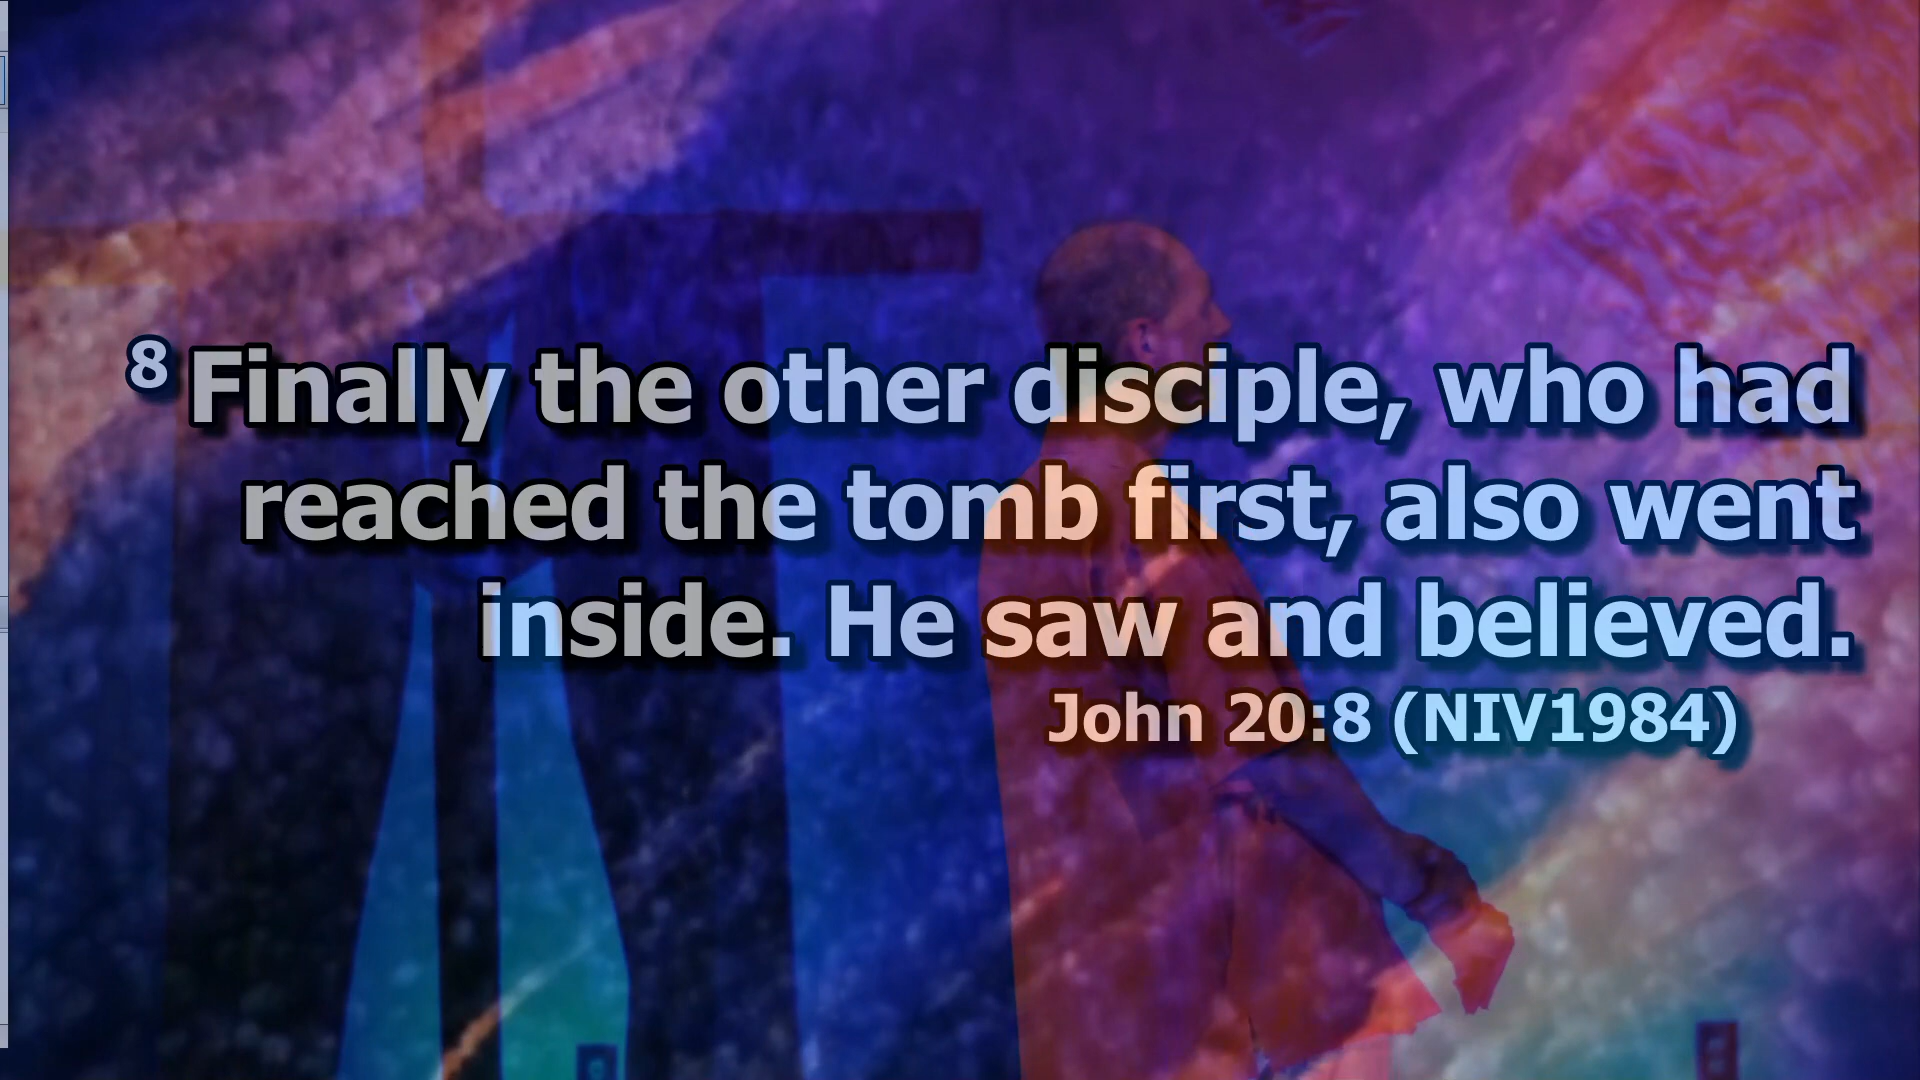 8 Finally the other disciple, who had
reached the tomb first, also went
inside. He saw and believed.
John 20:8 (NIV1984)